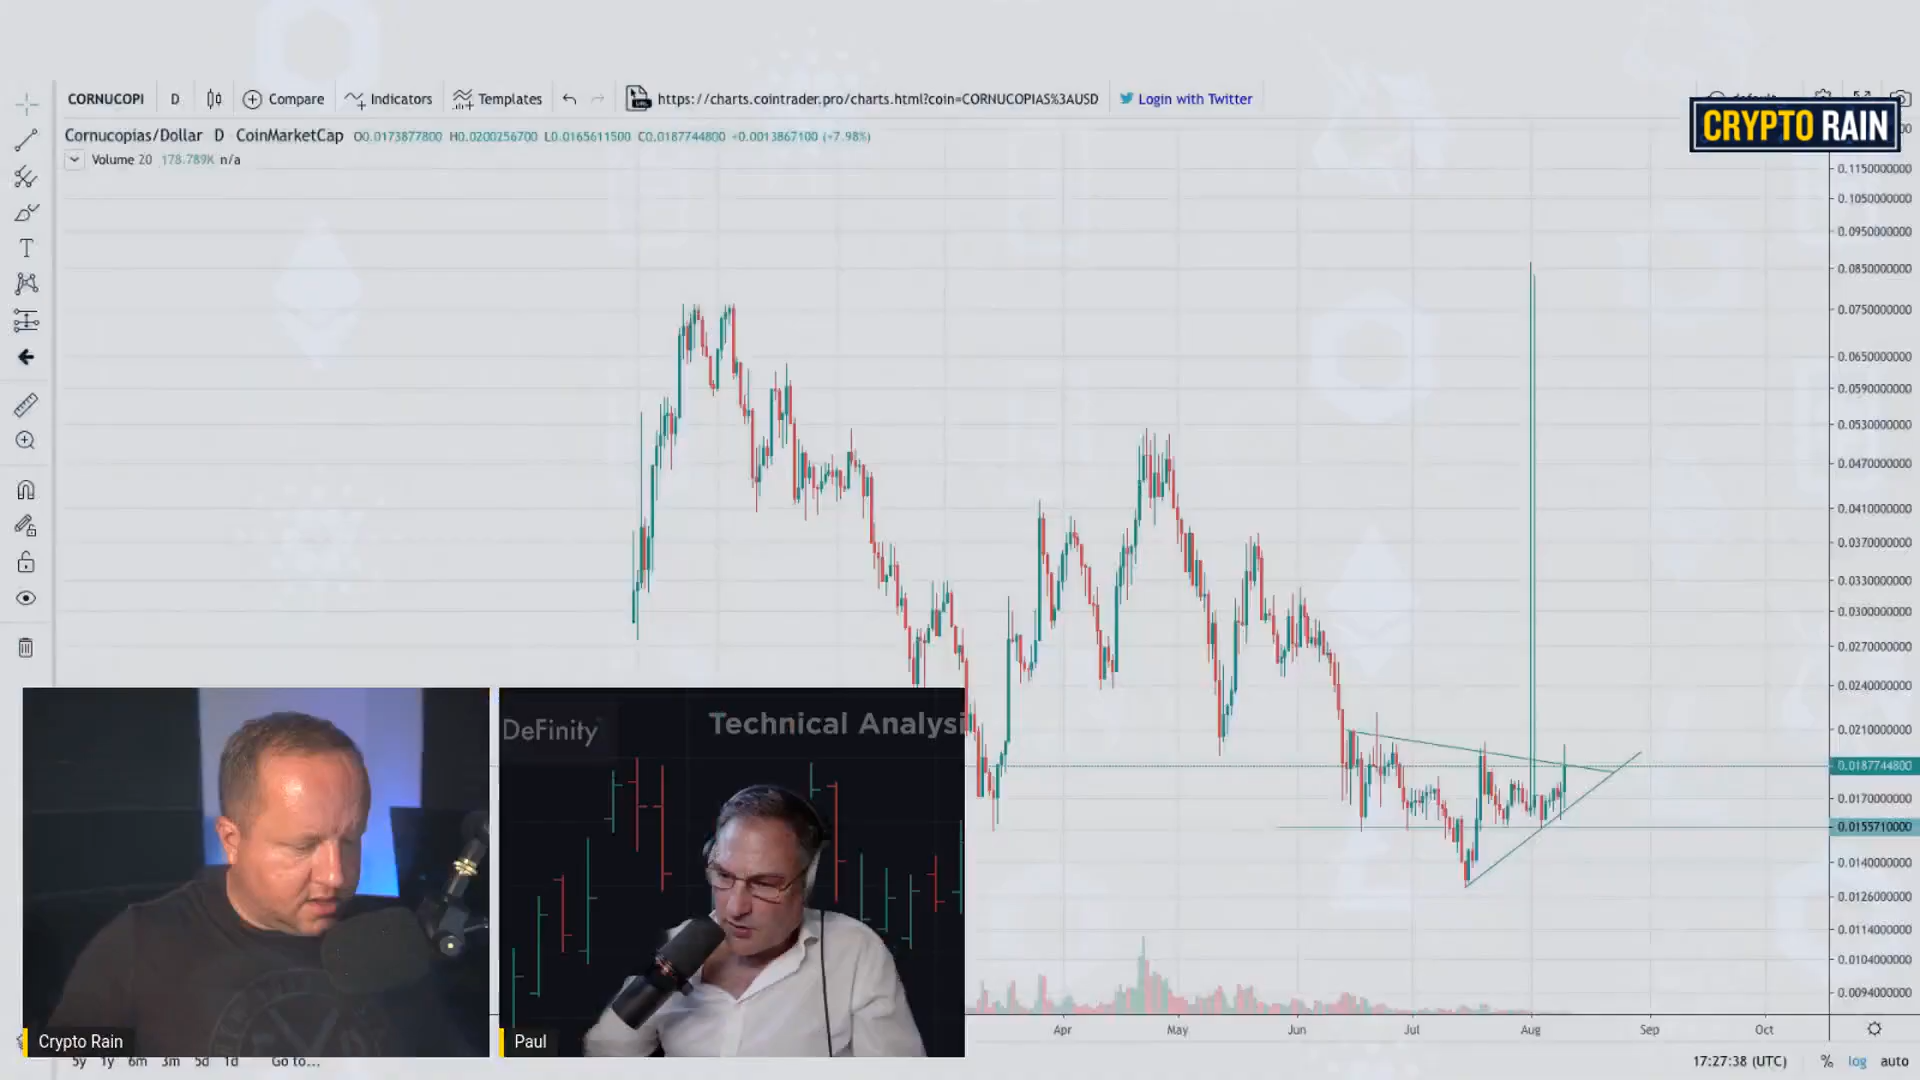 CORNUCOPI D Compare Indicators Templates https://charts.cointrader.pro/charts.html?coin=CORNUCOPIAS%3AUSD Login with Twitter
CRYPTO RAIN
Cornucopias/Dollar D CoinMarketCap O0.0173877800 H0.0200256700 L0.0165611500 C0.0187744800 +0.0013867100 (+7.98%)
Volume 20 178.789K n/a
0.1150000000
0.1050000000
0.0950000000
0.0850000000
0.0750000000
0.0650000000
0.0590000000
0.0530000000
0.0470000000
0.0410000000
0.0370000000
0.0330000000
0.0300000000
0.0270000000
0.0240000000
0.0210000000
0.0187744800
0.0170000000
0.0155710000
0.0140000000
0.0126000000
0.0114000000
0.0104000000
0.0094000000
DeFinity Technical Analysi
Crypto Rain
Paul
Apr May Jun Jul Aug Sep Oct
5y 1y 6m 3m 5d 1d Go to...
17:27:38 (UTC) % log auto